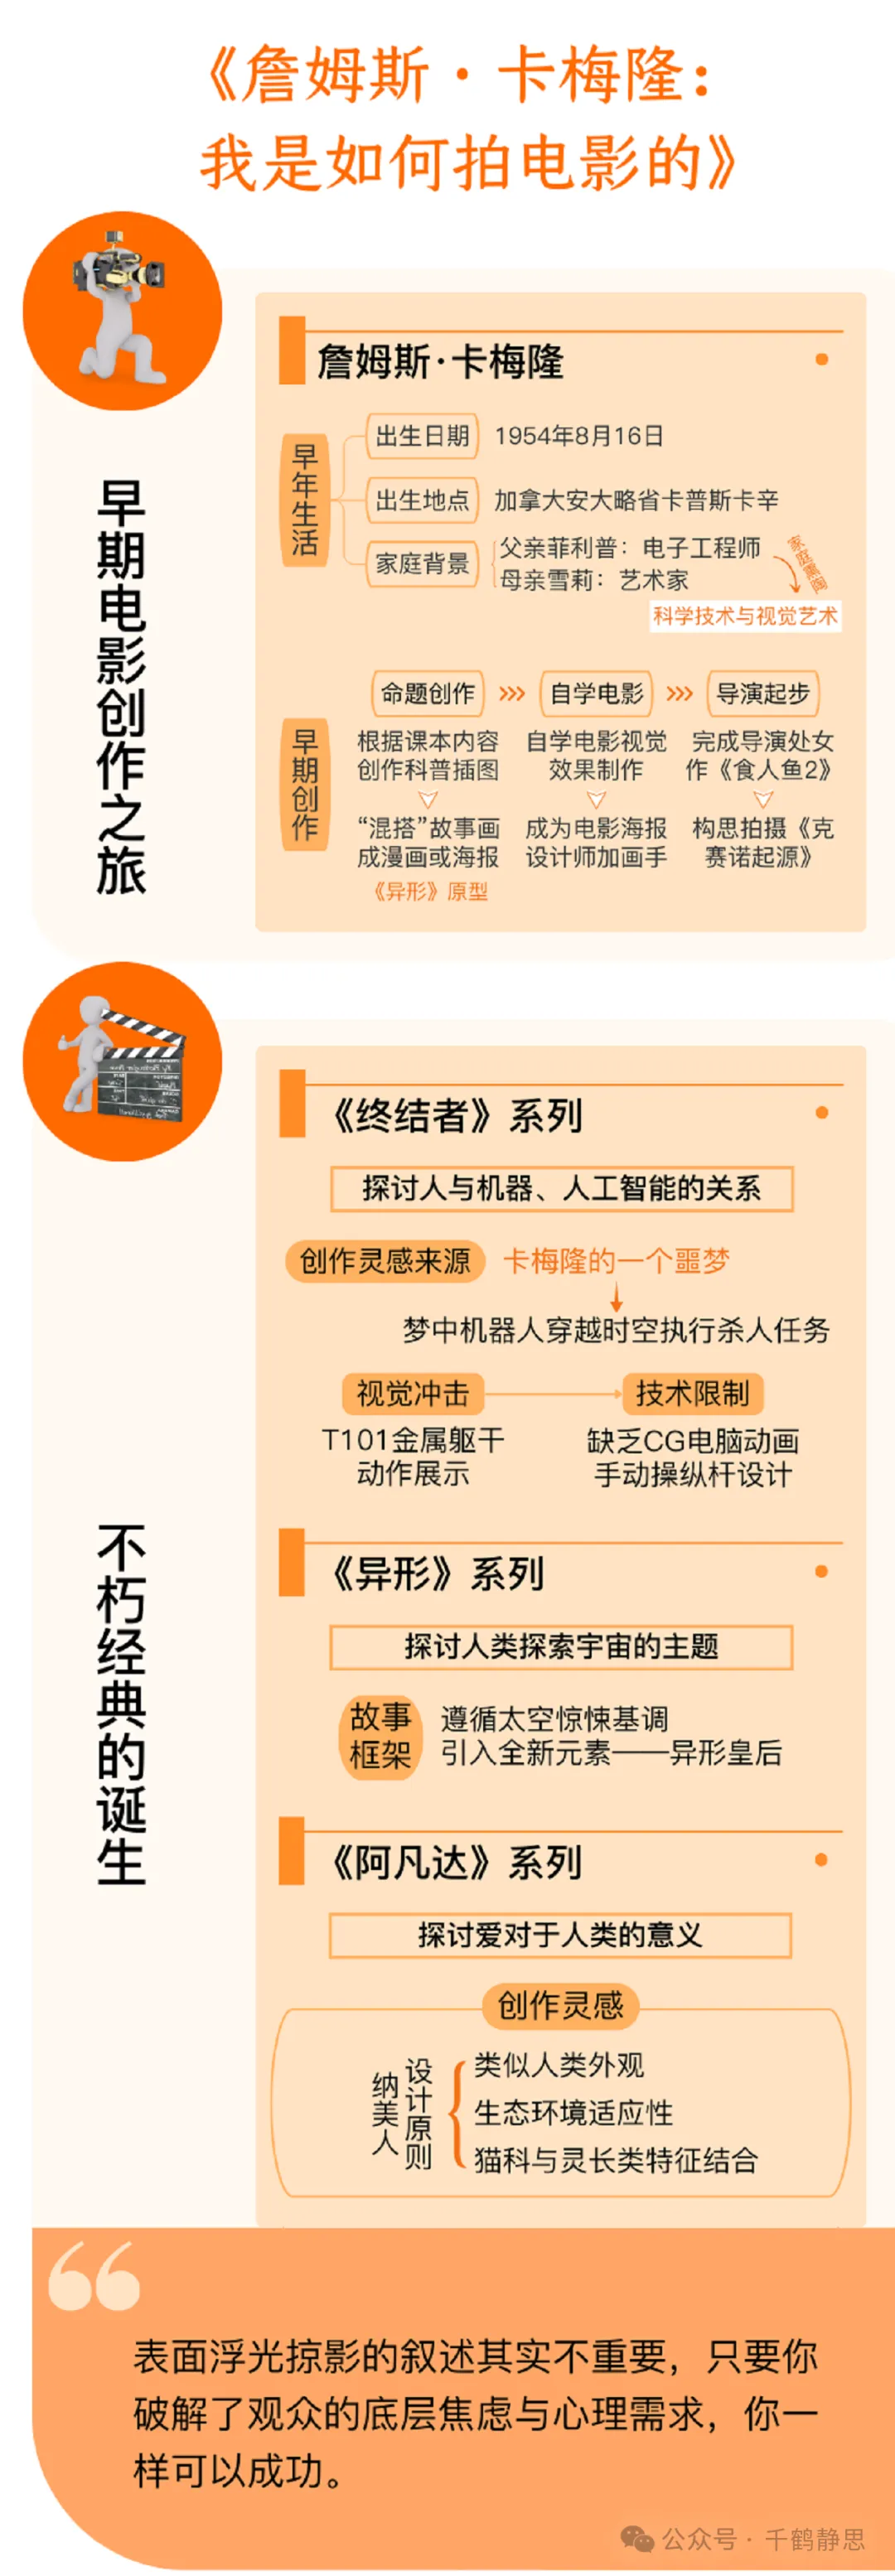 《詹姆斯·卡梅隆：
我是如何拍电影的》
早期电影创作之旅
詹姆斯·卡梅隆
早年生活
出生日期 1954年8月16日
出生地点 加拿大安大略省卡普斯卡辛
家庭背景
父亲菲利普：电子工程师
母亲雪莉：艺术家
家庭熏陶
科学技术与视觉艺术
早期创作
命题创作 >>> 自学电影 >>> 导演起步
根据课本内容
创作科普插图
“混搭”故事画
成漫画或海报
《异形》原型
自学电影视觉
效果制作
成为电影海报
设计师加画手
完成导演处女
作《食人鱼2》
构思拍摄《克
赛诺起源》
不朽经典的诞生
《终结者》系列
探讨人与机器、人工智能的关系
创作灵感来源 卡梅隆的一个噩梦
梦中机器人穿越时空执行杀人任务
视觉冲击
T101金属躯干
动作展示
技术限制
缺乏CG电脑动画
手动操纵杆设计
《异形》系列
探讨人类探索宇宙的主题
故事
框架
遵循太空惊悚基调
引入全新元素——异形皇后
《阿凡达》系列
探讨爱对于人类的意义
创作灵感
纳美人
设计原则
类似人类外观
生态环境适应性
猫科与灵长类特征结合
表面浮光掠影的叙述其实不重要，只要你
破解了观众的底层焦虑与心理需求，你一
样可以成功。
公众号·千鹤静思